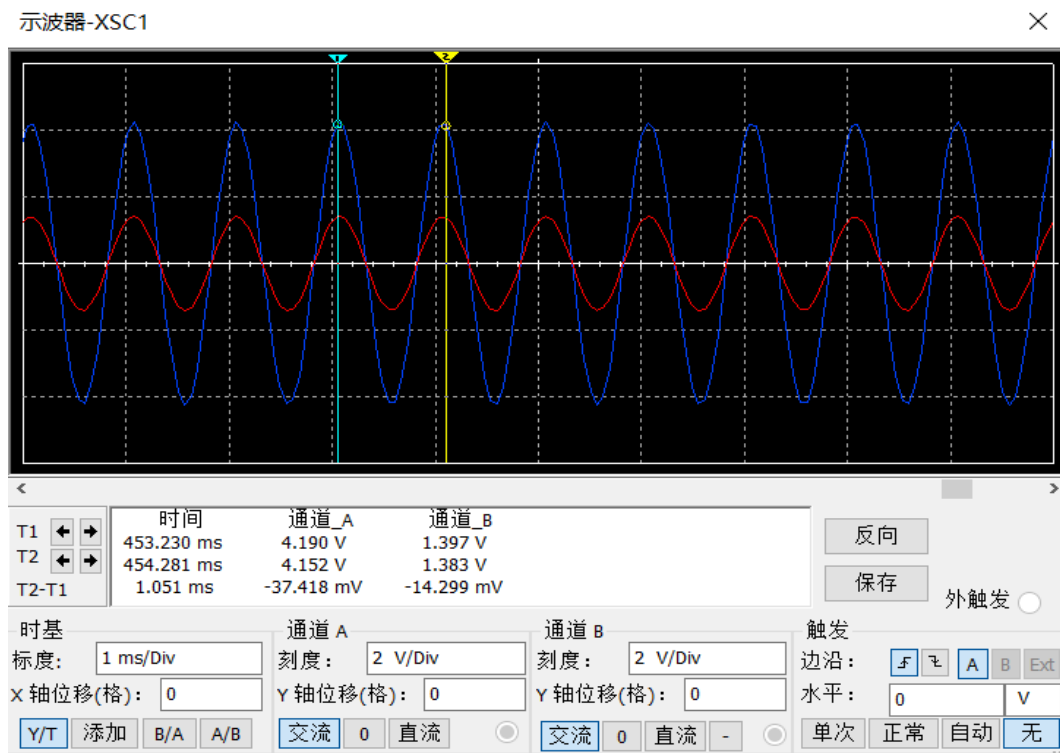 示波器-XSC1
1 2
时间 通道_A 通道_B
T1 453.230 ms 4.190 V 1.397 V
T2 454.281 ms 4.152 V 1.383 V
T2-T1 1.051 ms -37.418 mV -14.299 mV
反向
保存
外触发
时基 通道 A 通道 B 触发
标度: 1 ms/Div 刻度: 2 V/Div 刻度: 2 V/Div 边沿: A B Ext
X 轴位移(格): 0 Y 轴位移(格): 0 Y 轴位移(格): 0 水平: 0 V
Y/T 添加 B/A A/B 交流 0 直流 交流 0 直流 - 单次 正常 自动 无